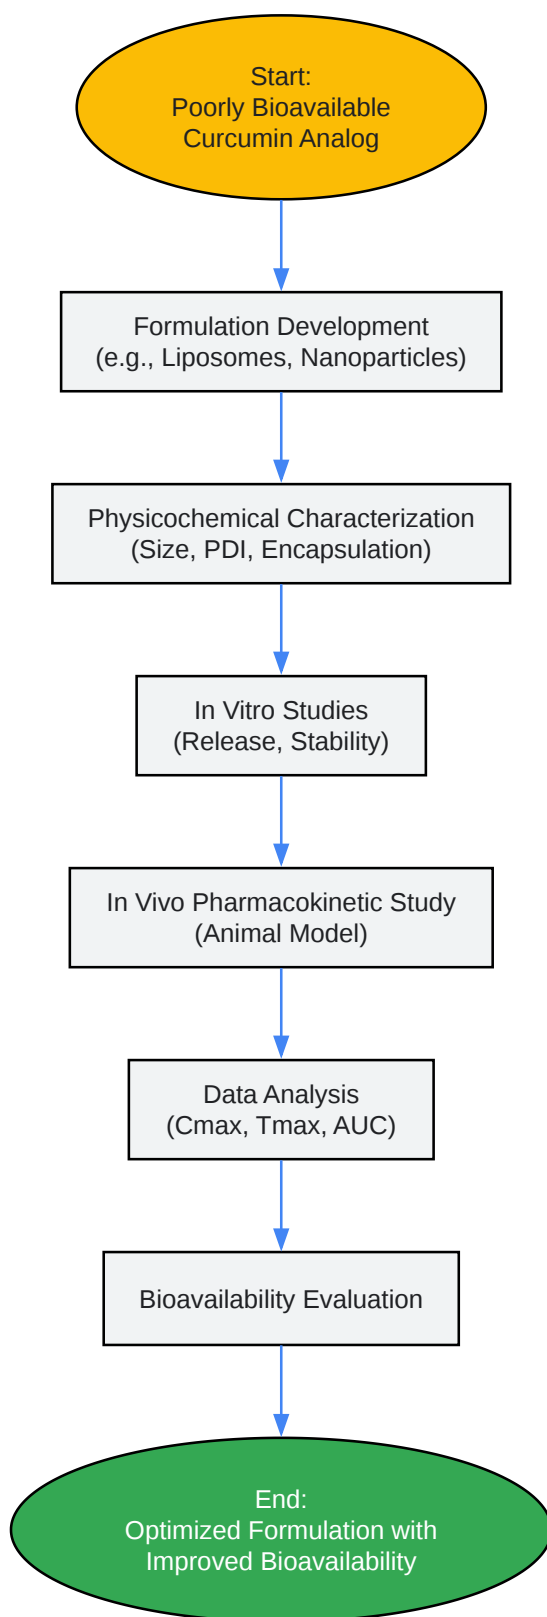 Start:
Poorly Bioavailable
Curcumin Analog
Formulation Development
(e.g., Liposomes, Nanoparticles)
Physicochemical Characterization
(Size, PDI, Encapsulation)
In Vitro Studies
(Release, Stability)
In Vivo Pharmacokinetic Study
(Animal Model)
Data Analysis
(Cmax, Tmax, AUC)
Bioavailability Evaluation
End:
Optimized Formulation with
Improved Bioavailability